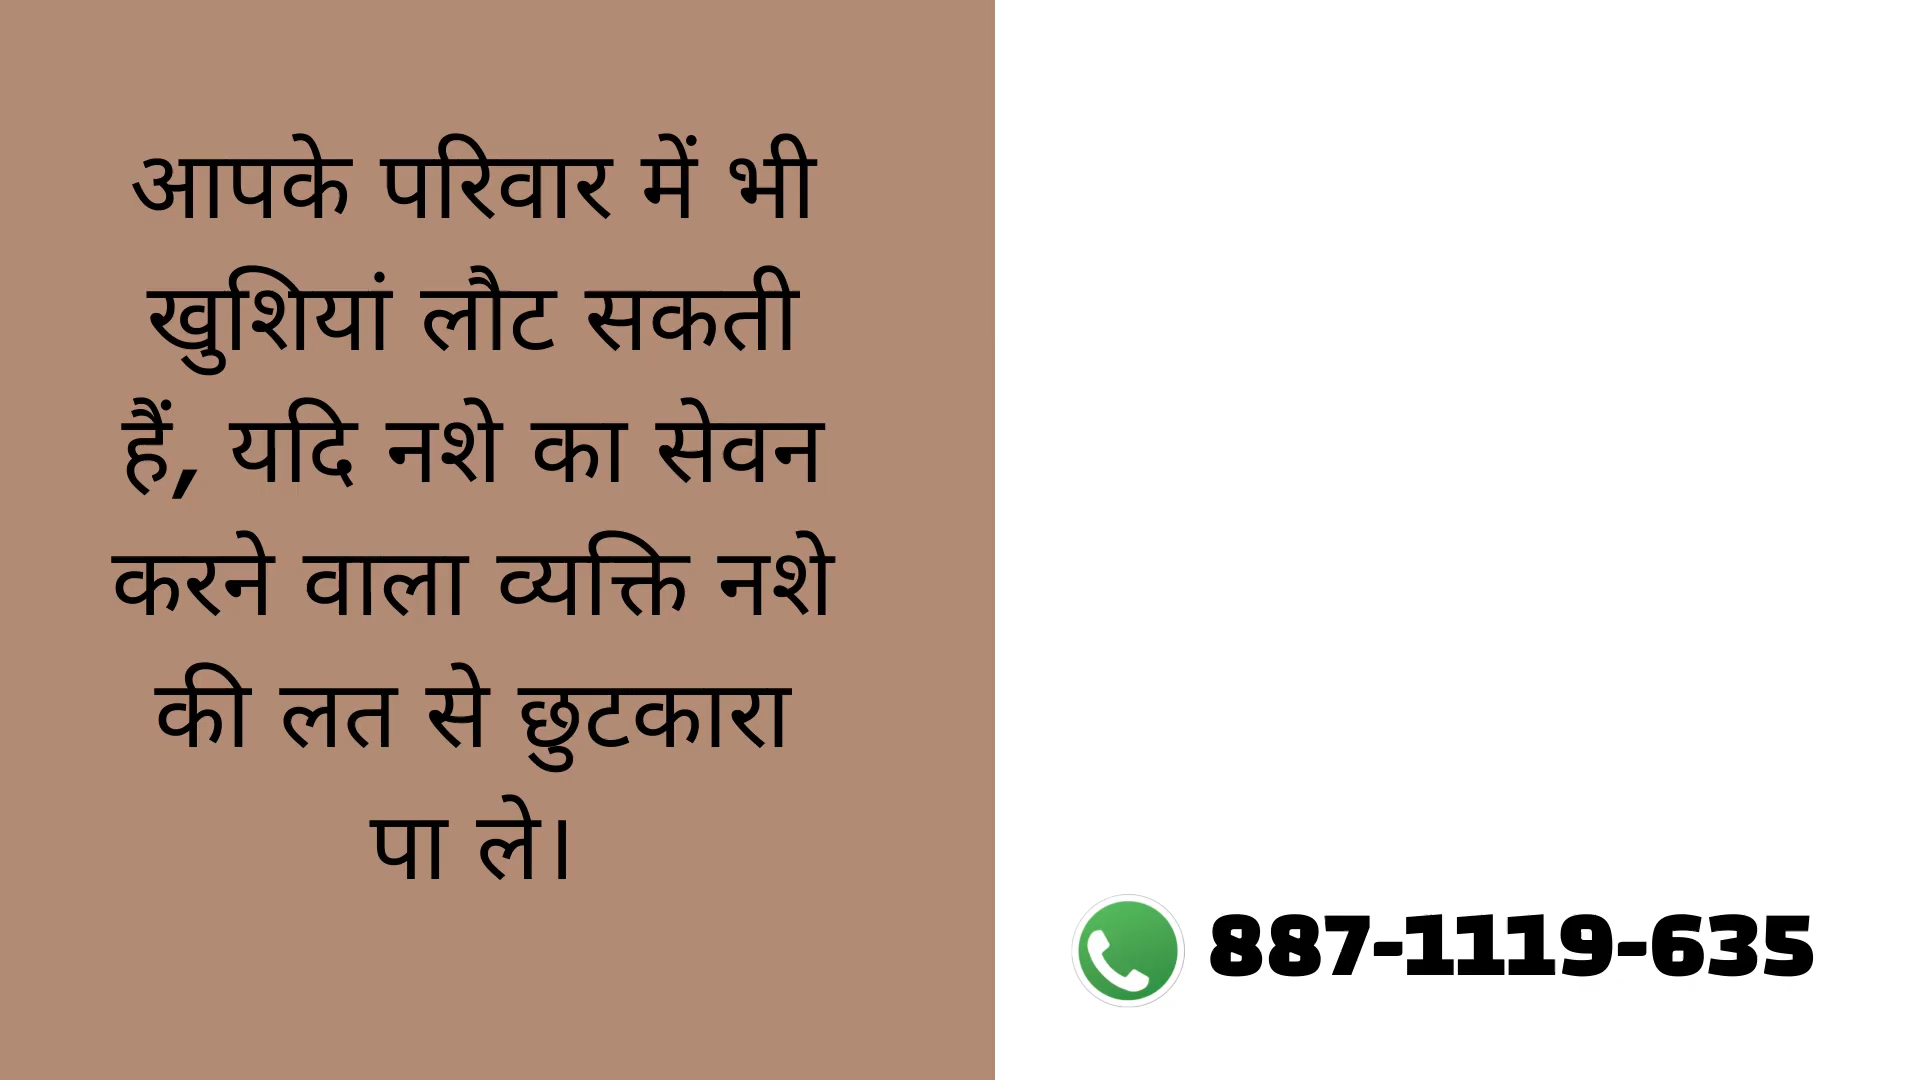 आपके परिवार में भी
खुशियां लौट सकती
हैं, यदि नशे का सेवन
करने वाला व्यक्ति नशे
की लत से छुटकारा
पा ले।
887-1119-635